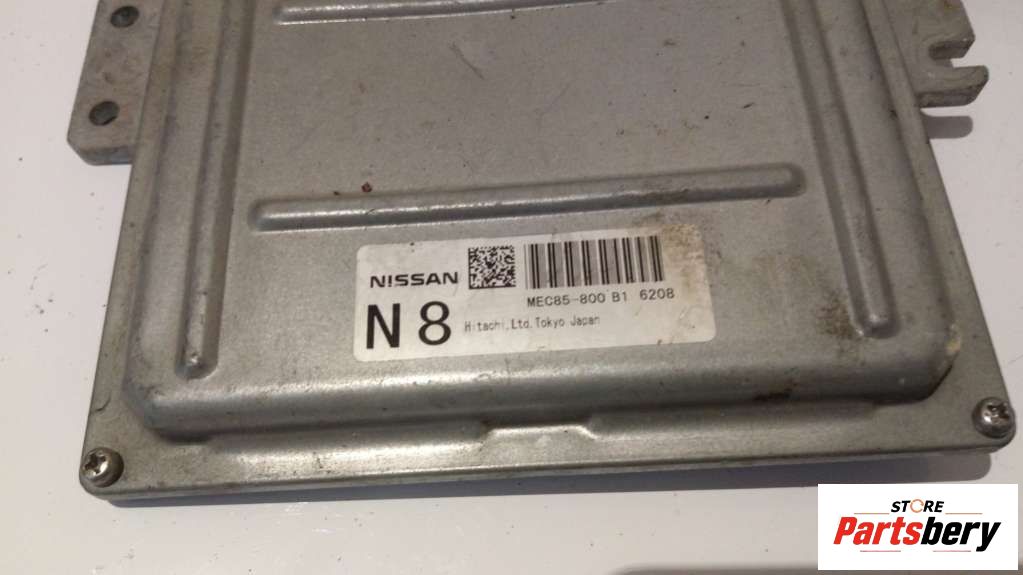 NISSAN
MEC85-800 B1 6208
N8
Hitachi,Ltd.Tokyo Japan
STORE
Partsbery